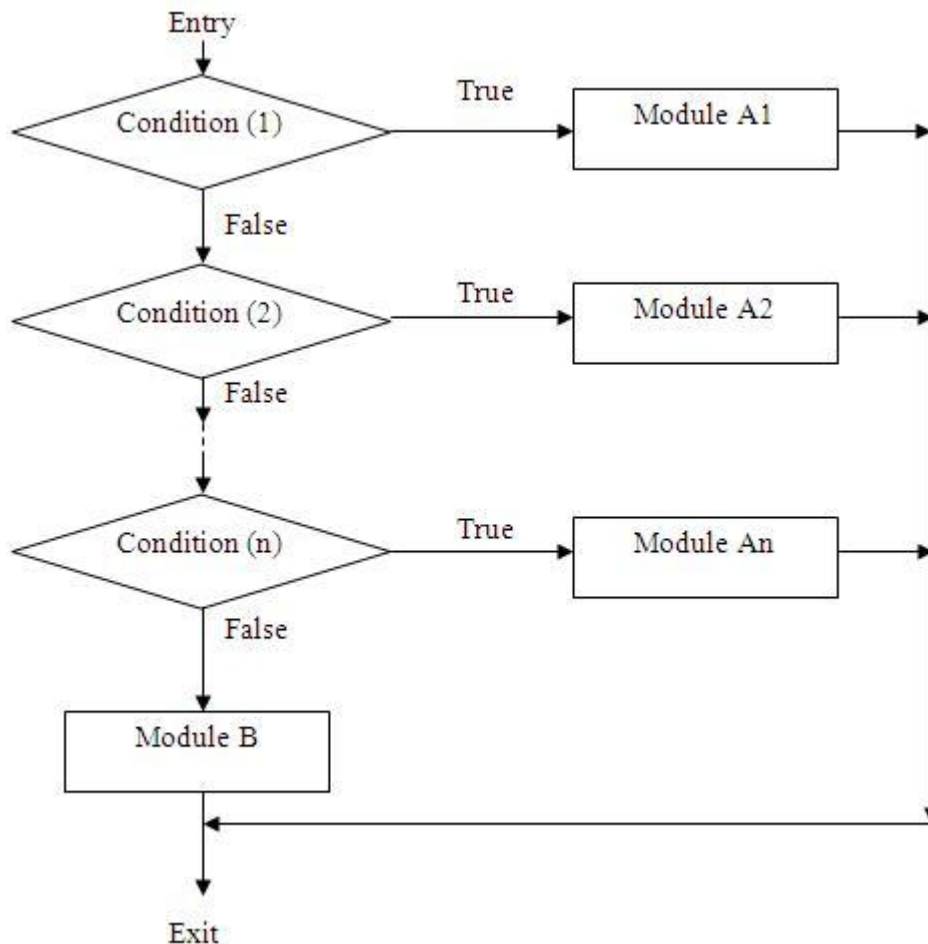 Entry
Condition (1)
True
Module A1
False
Condition (2)
True
Module A2
False
Condition (n)
True
Module An
False
Module B
Exit